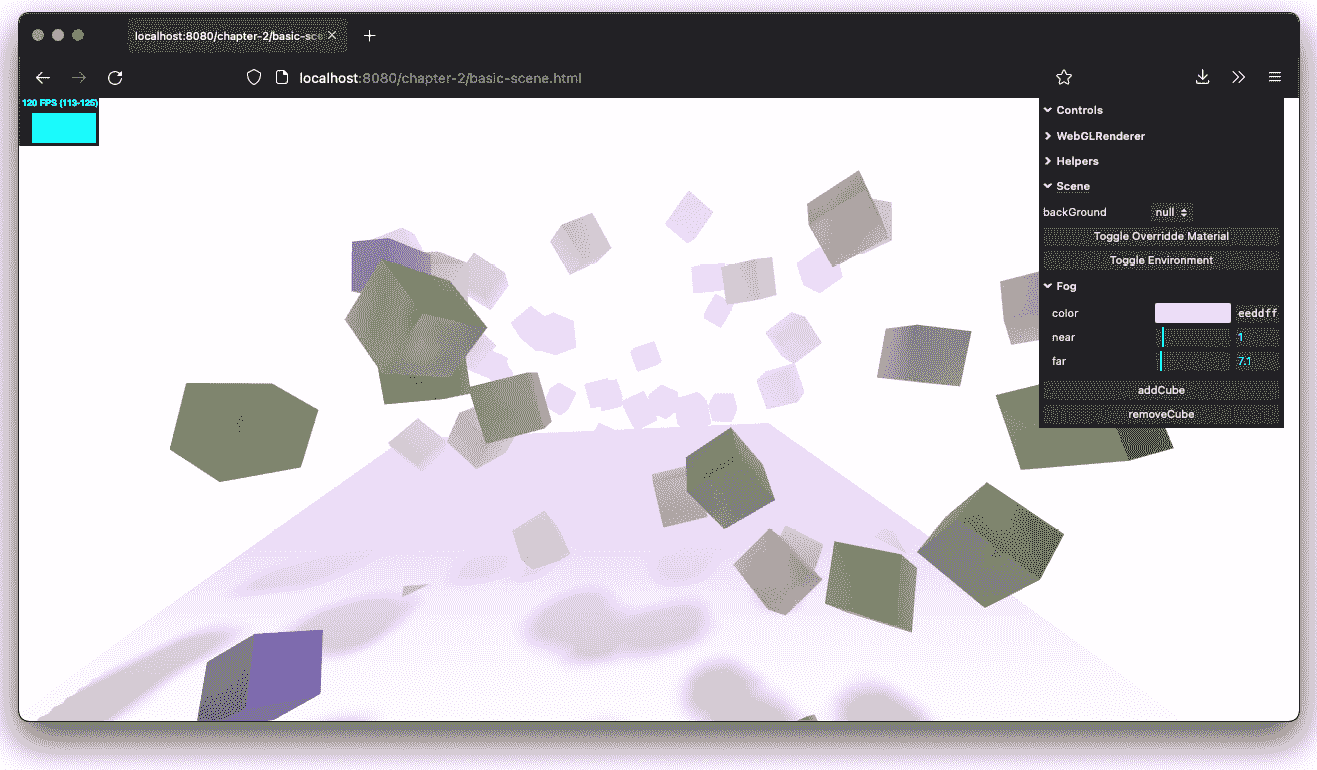 localhost:8080/chapter-2/basic-sce
localhost:8080/chapter-2/basic-scene.html
120 FPS (113-125)
Controls
WebGLRenderer
Helpers
Scene
backGround null
Toggle Overridde Material
Toggle Environment
Fog
color eeddff
near 1
far 7.1
addCube
removeCube